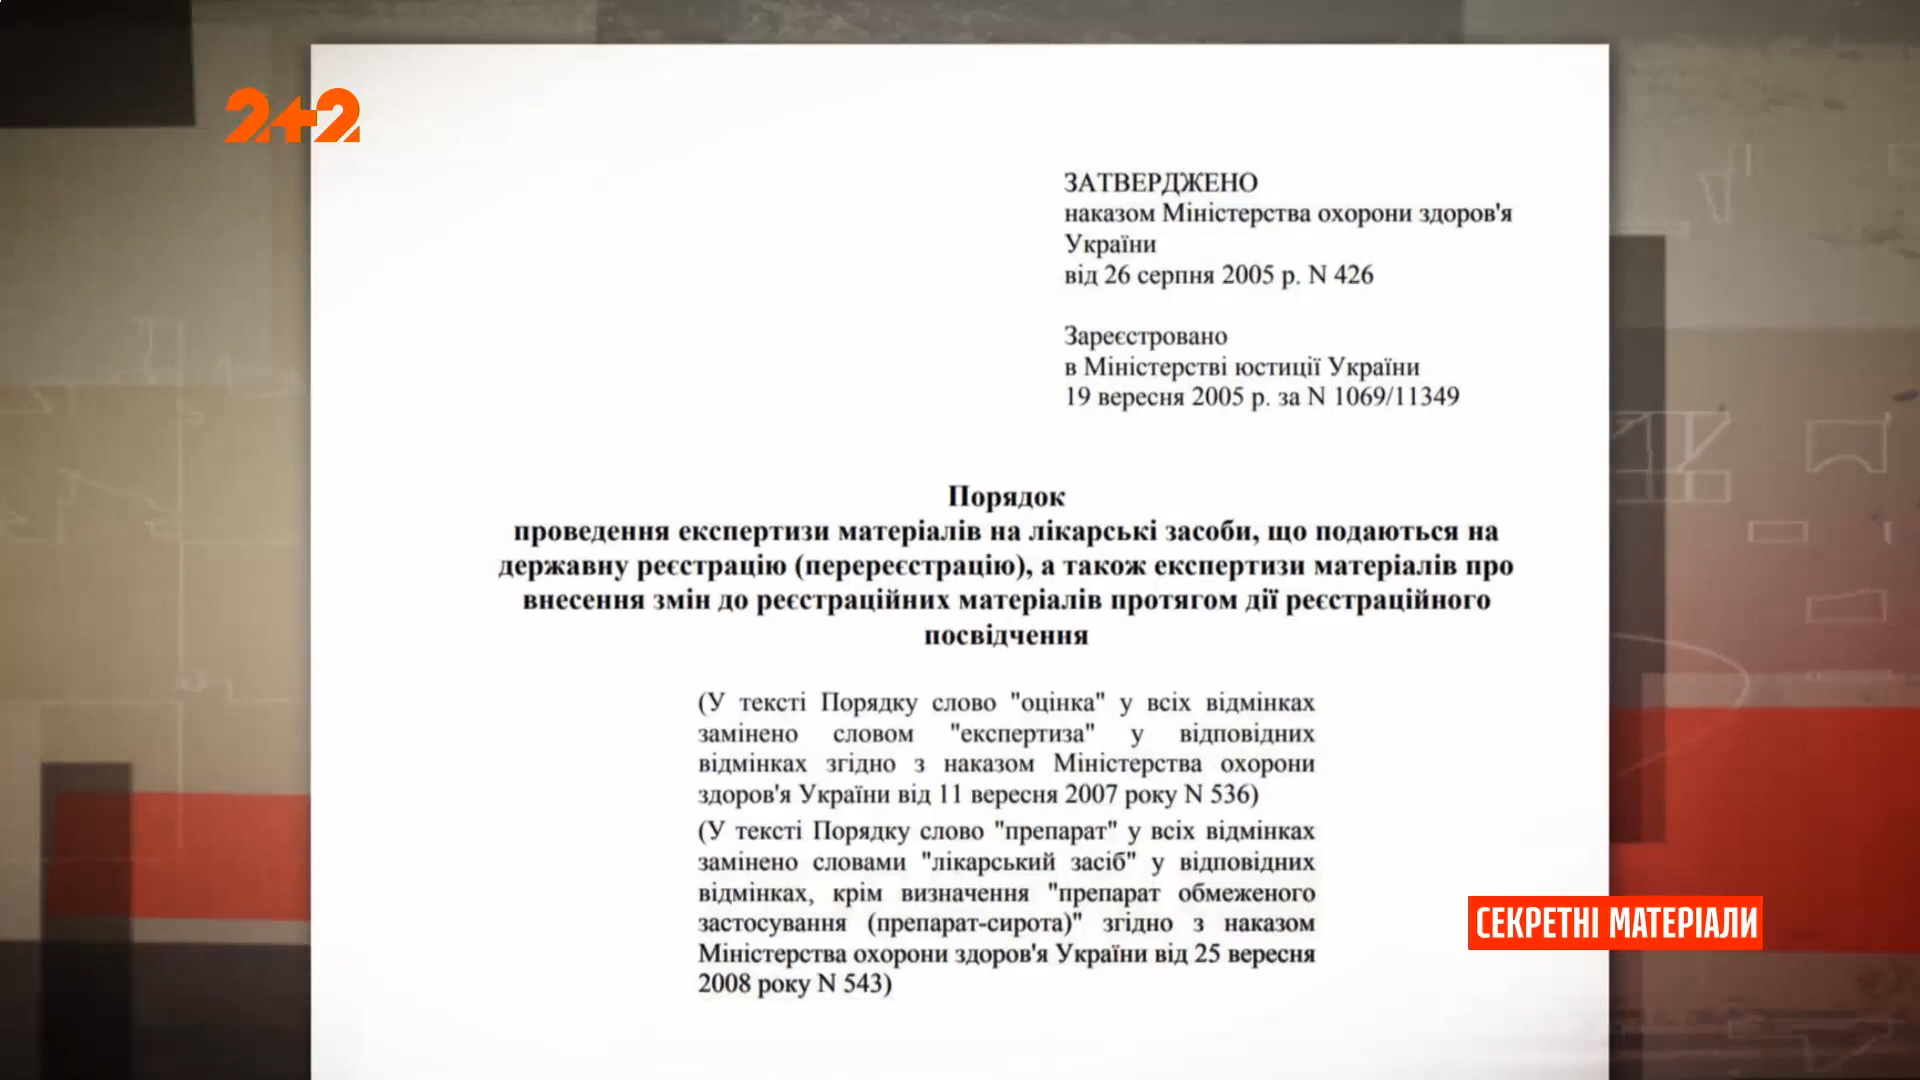 2+2
ЗАТВЕРДЖЕНО
наказом Міністерства охорони здоров'я
України
від 26 серпня 2005 р. N 426
Зареєстровано
в Міністерстві юстиції України
19 вересня 2005 р. за N 1069/11349
Порядок
проведення експертизи матеріалів на лікарські засоби, що подаються на
державну реєстрацію (перереєстрацію), а також експертизи матеріалів про
внесення змін до реєстраційних матеріалів протягом дії реєстраційного
посвідчення
(У тексті Порядку слово "оцінка" у всіх відмінках
замінено словом "експертиза" у відповідних
відмінках згідно з наказом Міністерства охорони
здоров'я України від 11 вересня 2007 року N 536)
(У тексті Порядку слово "препарат" у всіх відмінках
замінено словами "лікарський засіб" у відповідних
відмінках, крім визначення "препарат обмеженого
застосування (препарат-сирота)" згідно з наказом
Міністерства охорони здоров'я України від 25 вересня
2008 року N 543)
СЕКРЕТНІ МАТЕРІАЛИ